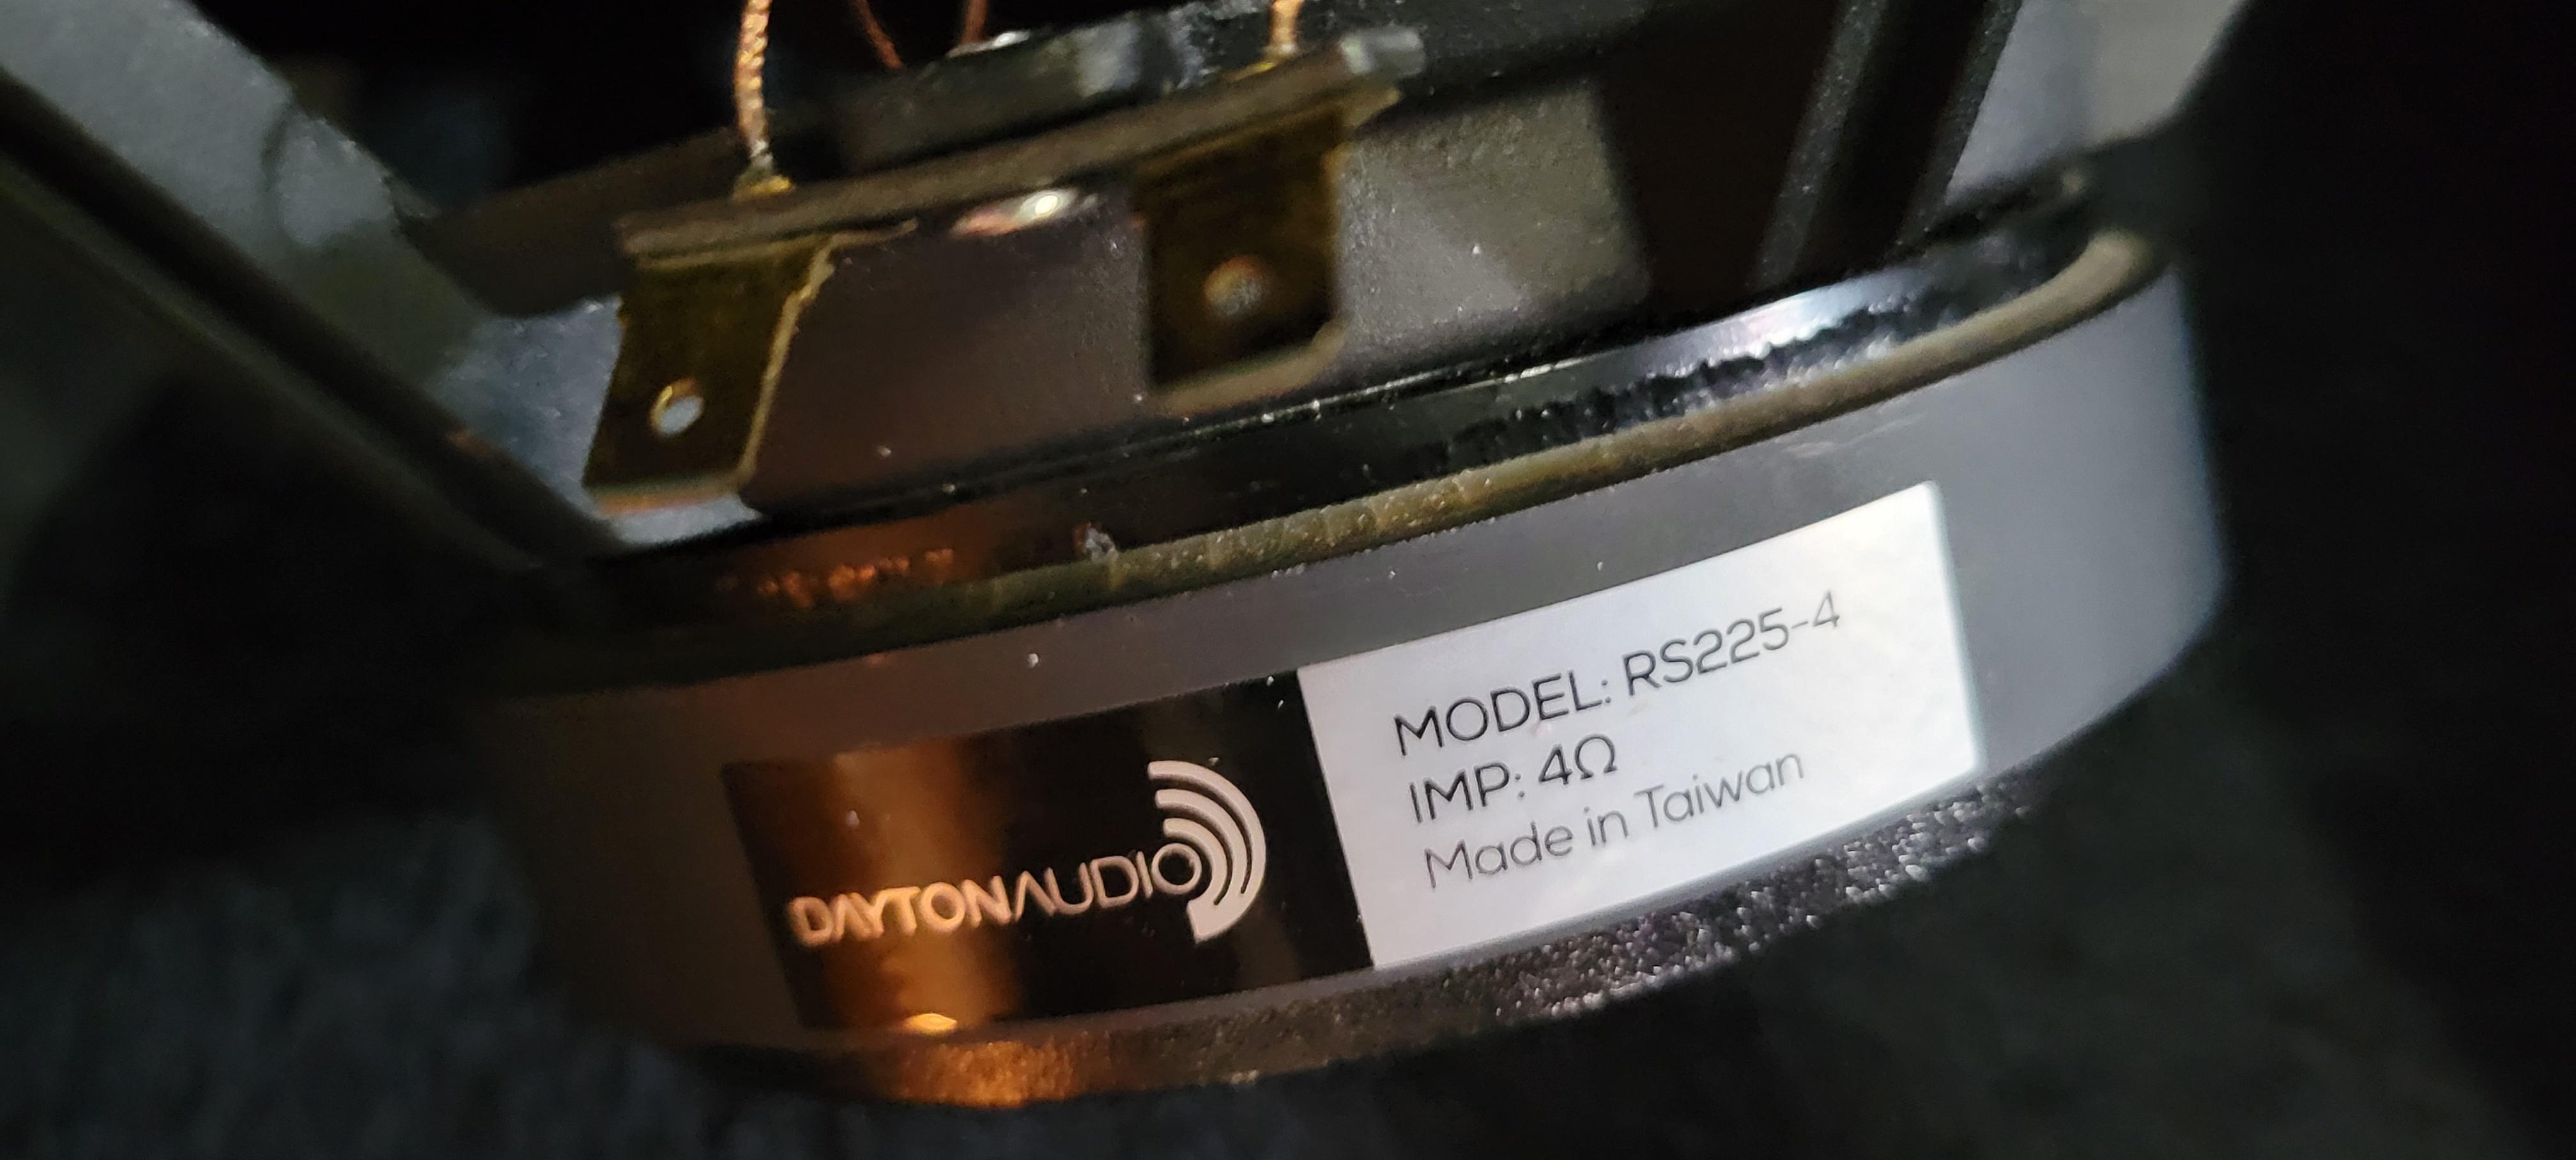 DAYTONAUDIO
MODEL: RS225-4
IMP: 4Ω
Made in Taiwan